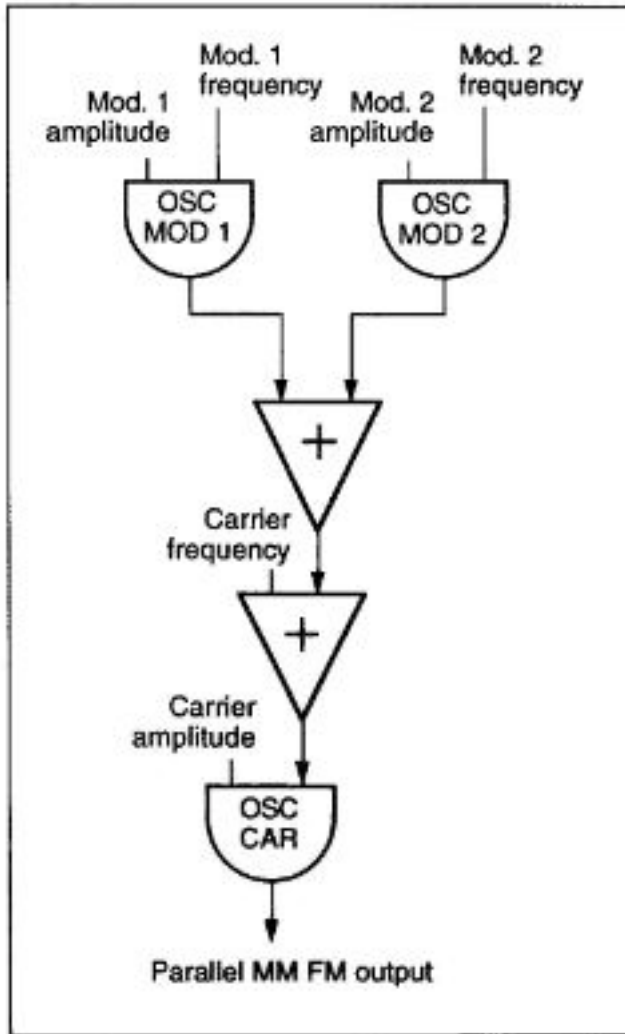 Mod. 1
frequency
Mod. 1
amplitude
Mod. 2
frequency
Mod. 2
amplitude
OSC
MOD 1
OSC
MOD 2
+
Carrier
frequency
+
Carrier
amplitude
OSC
CAR
Parallel MM FM output